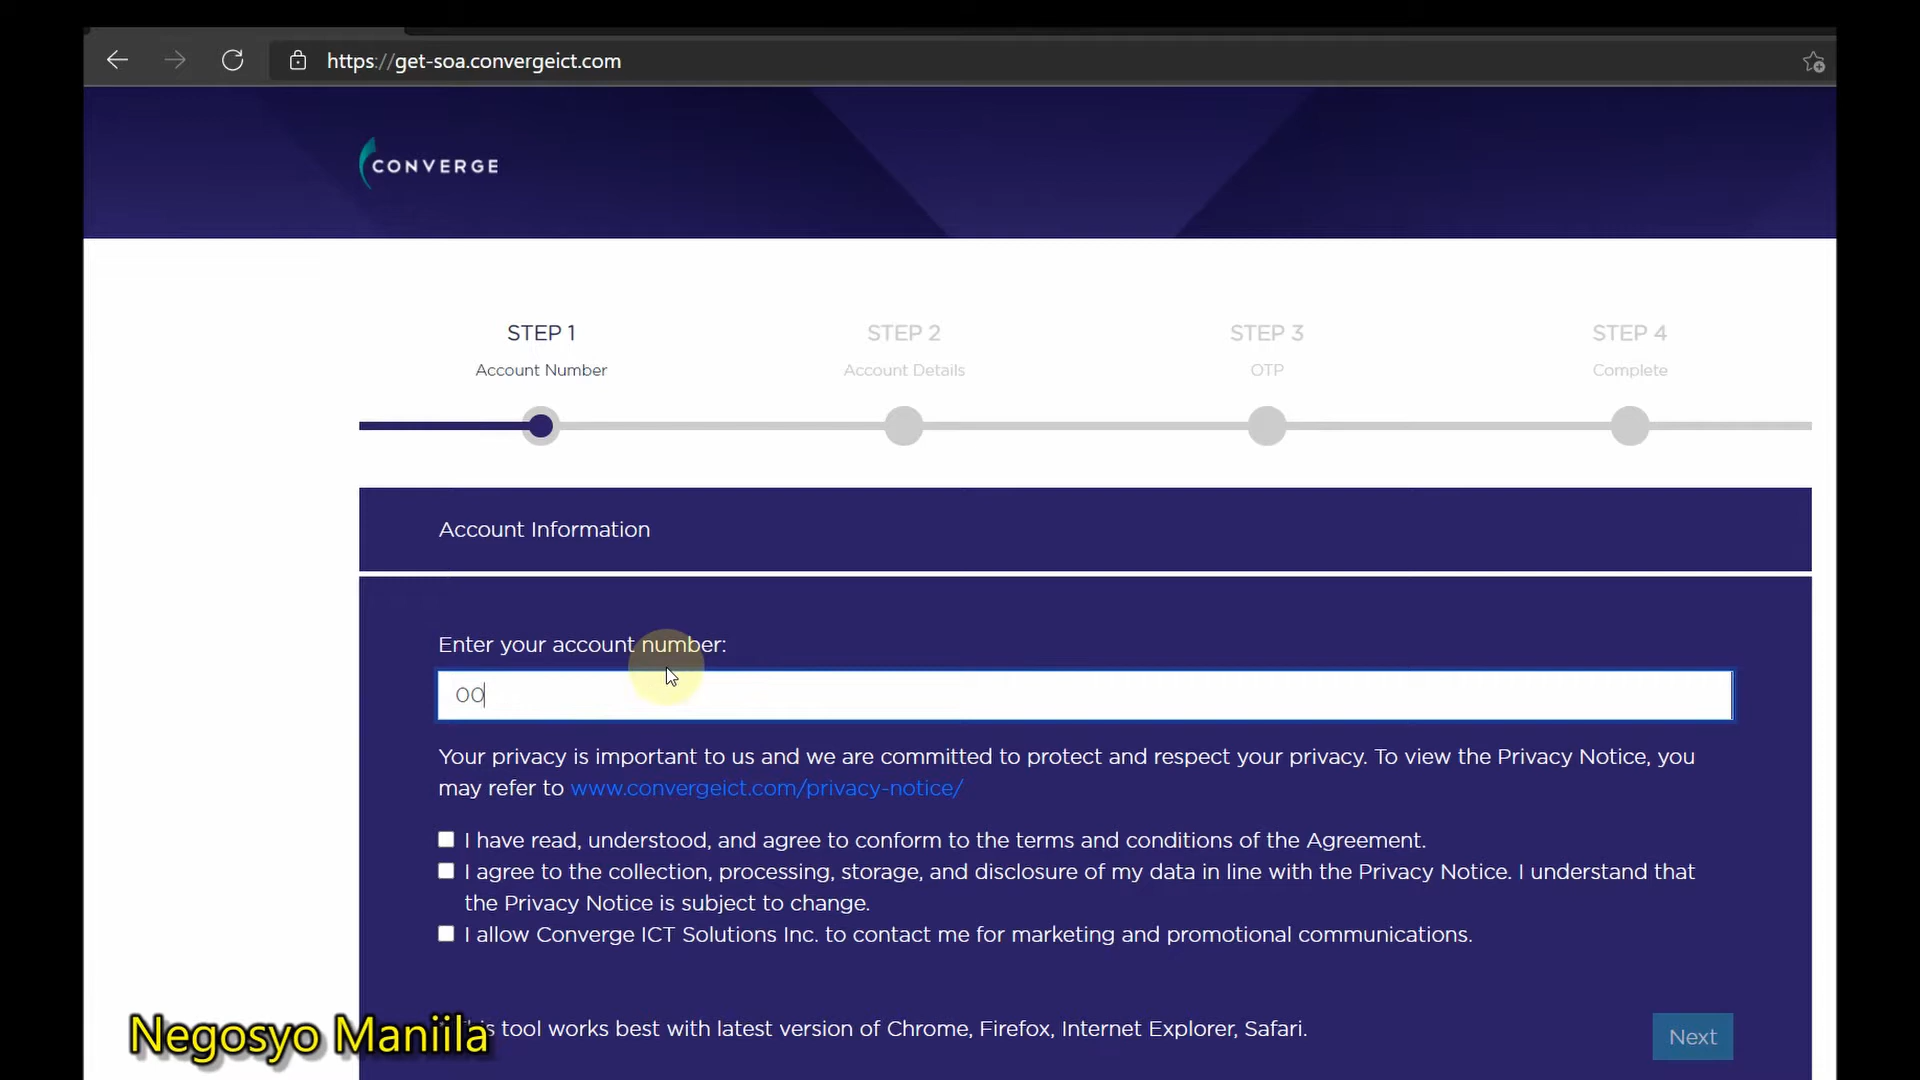 https://get-soa.convergeict.com
CONVERGE
STEP 1
Account Number
STEP 2
Account Details
STEP 3
OTP
STEP 4
Complete
Account Information
Enter your account number:
00
Your privacy is important to us and we are committed to protect and respect your privacy. To view the Privacy Notice, you
may refer to www.convergeict.com/privacy-notice/
I have read, understood, and agree to conform to the terms and conditions of the Agreement.
I agree to the collection, processing, storage, and disclosure of my data in line with the Privacy Notice. I understand that
the Privacy Notice is subject to change.
I allow Converge ICT Solutions Inc. to contact me for marketing and promotional communications.
tool works best with latest version of Chrome, Firefox, Internet Explorer, Safari.
Next
Negosyo Maniila